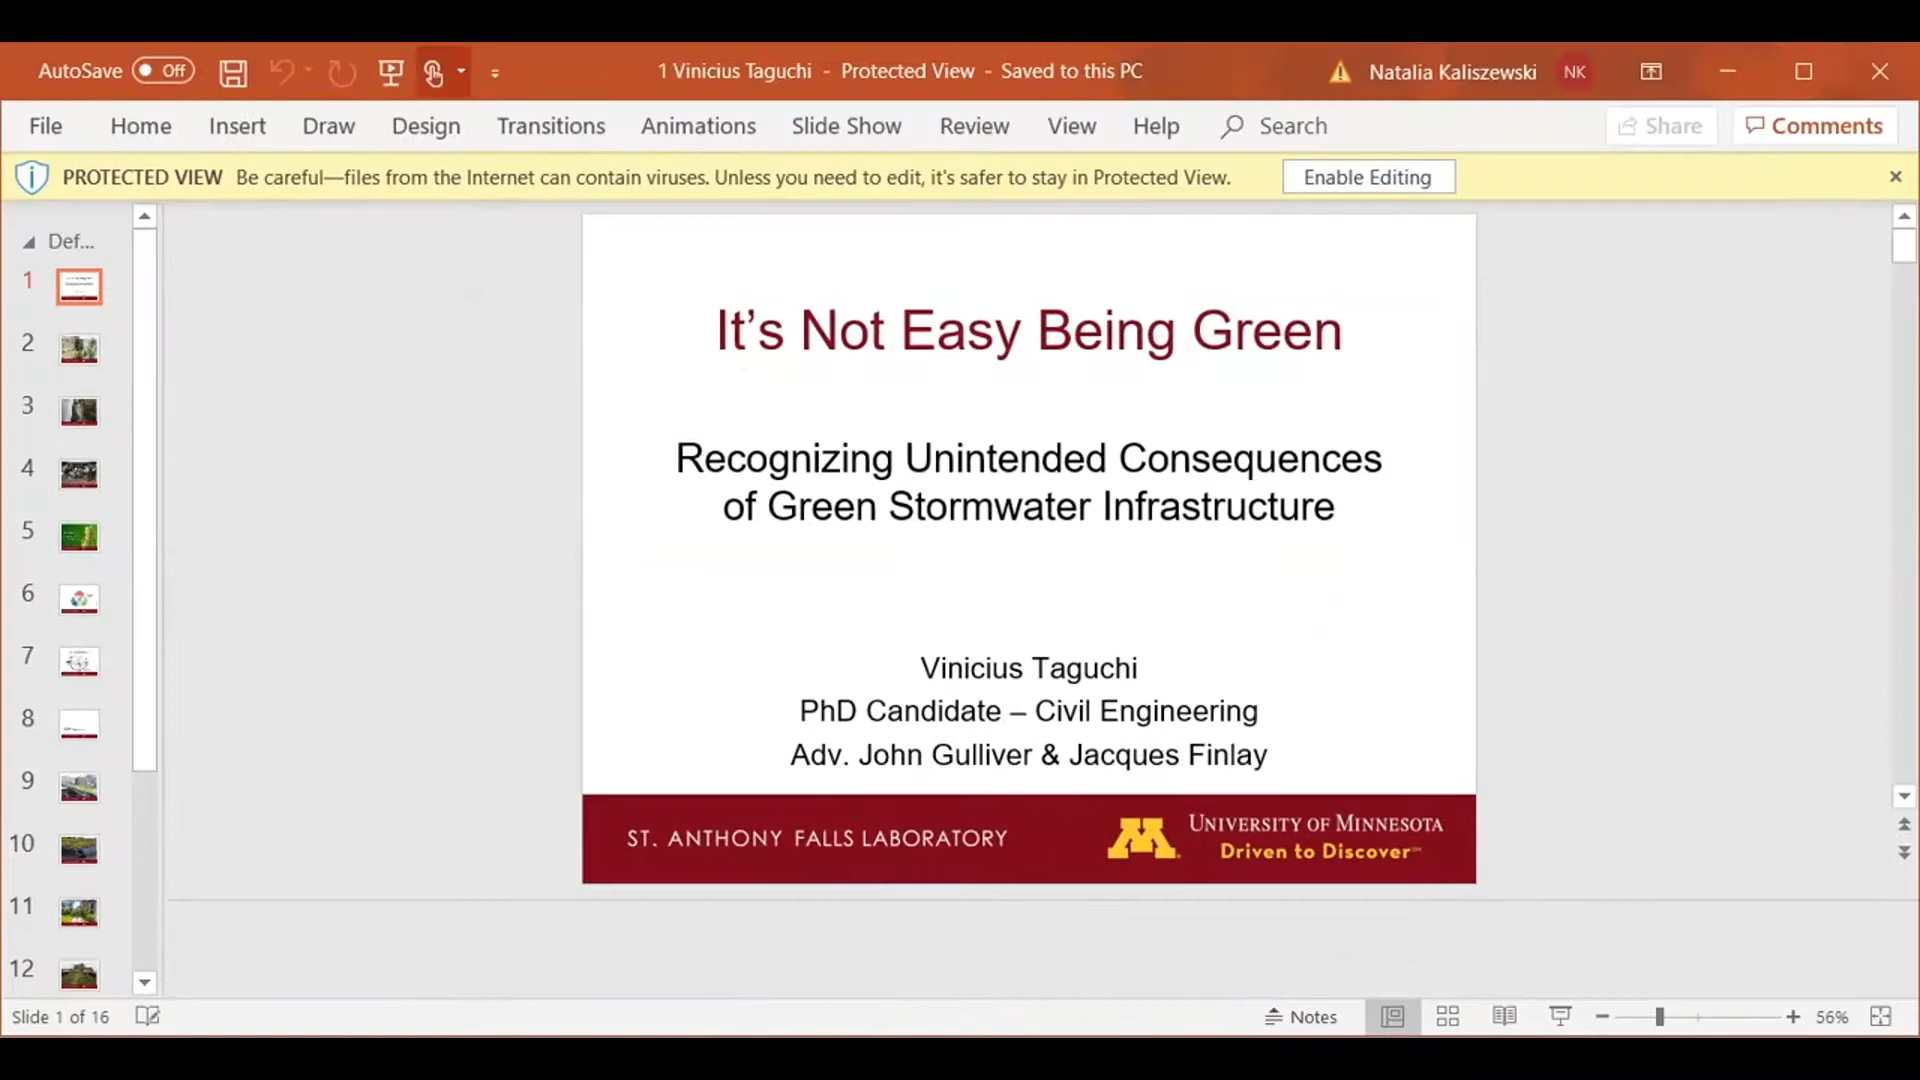 AutoSave Off 1 Vinicius Taguchi - Protected View - Saved to this PC Natalia Kaliszewski NK
File Home Insert Draw Design Transitions Animations Slide Show Review View Help Search Share Comments
PROTECTED VIEW Be careful—files from the Internet can contain viruses. Unless you need to edit, it's safer to stay in Protected View. Enable Editing
Def...
1
2
3
4
5
6
7
8
9
10
11
12
It's Not Easy Being Green
Recognizing Unintended Consequences
of Green Stormwater Infrastructure
Vinicius Taguchi
PhD Candidate – Civil Engineering
Adv. John Gulliver & Jacques Finlay
ST. ANTHONY FALLS LABORATORY
M
UNIVERSITY OF MINNESOTA
Driven to Discover
Slide 1 of 16 Notes 56%